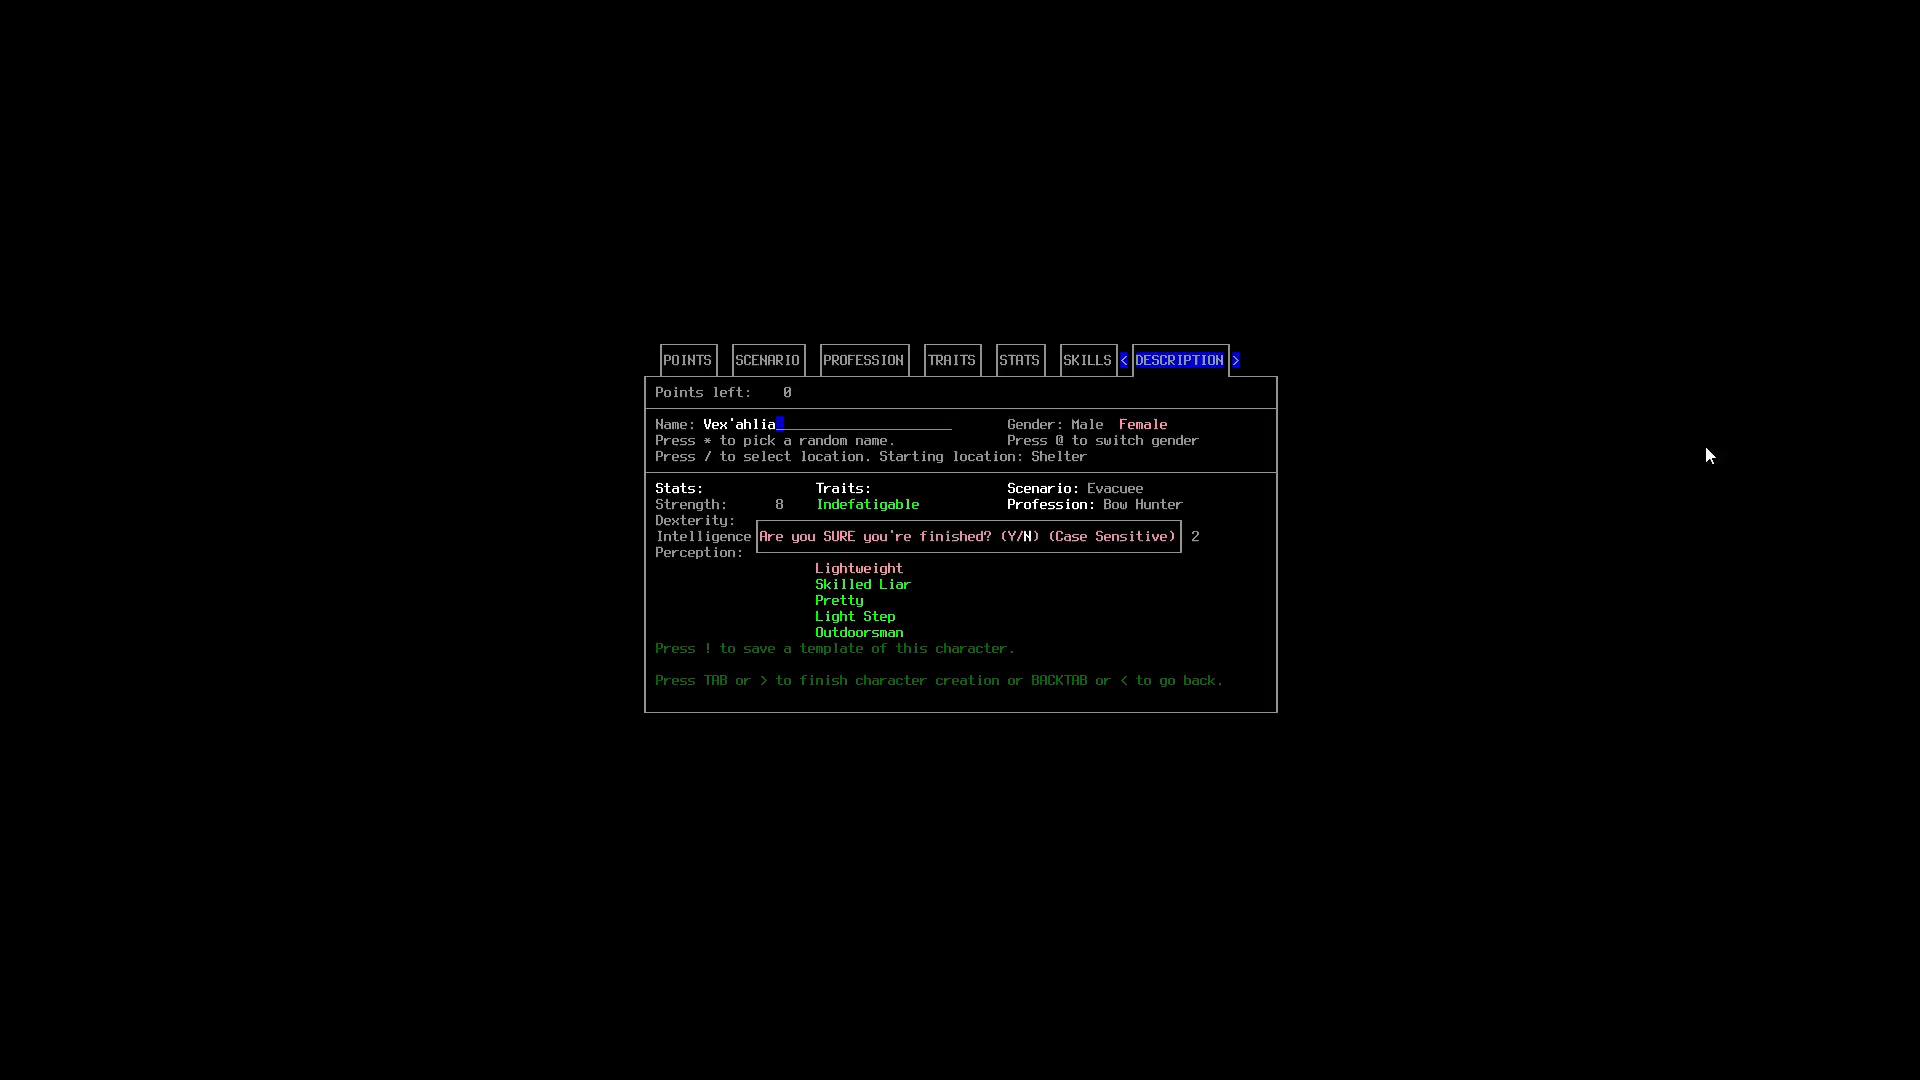 POINTS SCENARIO PROFESSION TRAITS STATS SKILLS < DESCRIPTION >
Points left: 0
Name: Vex'ahlia_ Gender: Male Female
Press * to pick a random name. Press @ to switch gender
Press / to select location. Starting location: Shelter
Stats: Traits: Scenario: Evacuee
Strength: 8 Indefatigable Profession: Bow Hunter
Dexterity:
Intelligence Are you SURE you're finished? (Y/N) (Case Sensitive) 2
Perception:
Lightweight
Skilled Liar
Pretty
Light Step
Outdoorsman
Press ! to save a template of this character.
Press TAB or > to finish character creation or BACKTAB or < to go back.